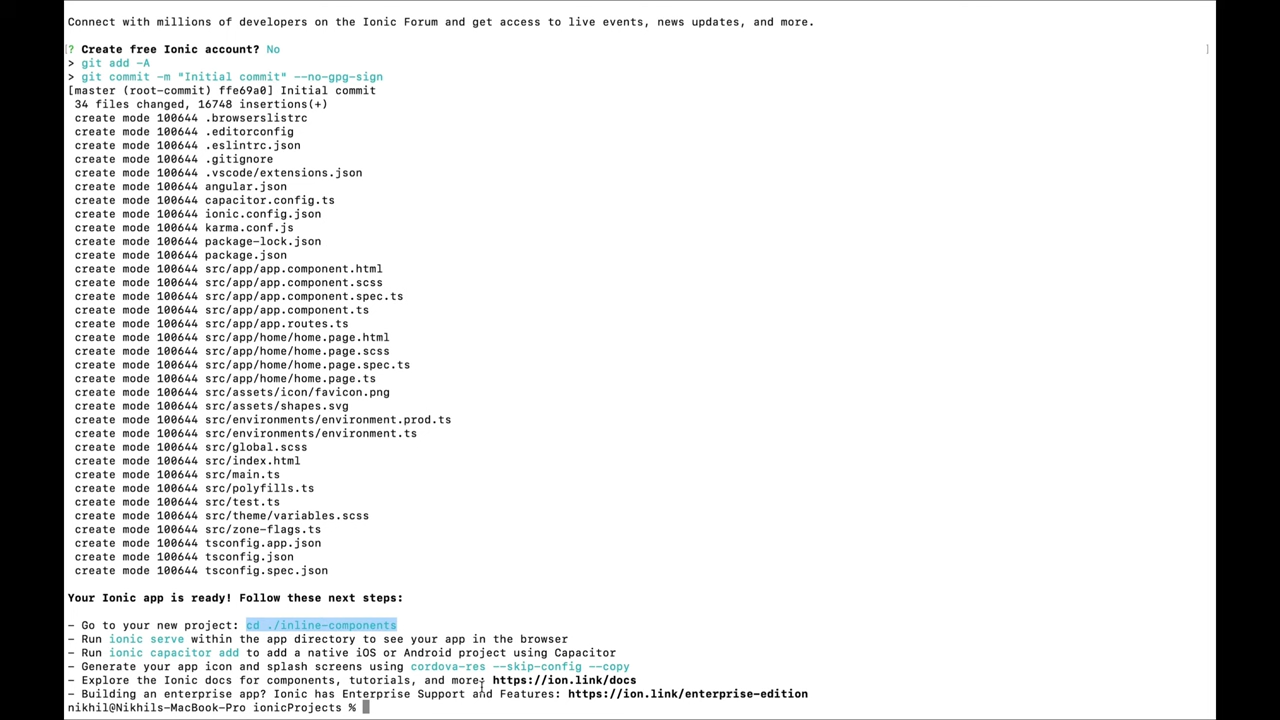 Connect with millions of developers on the Ionic Forum and get access to live events, news updates, and more.
? Create free Ionic account? No
> git add -A
> git commit -m "Initial commit" --no-gpg-sign
[master (root-commit) ffe69a0] Initial commit
34 files changed, 16748 insertions(+)
create mode 100644 .browserslistrc
create mode 100644 .editorconfig
create mode 100644 .eslintrc.json
create mode 100644 .gitignore
create mode 100644 .vscode/extensions.json
create mode 100644 angular.json
create mode 100644 capacitor.config.ts
create mode 100644 ionic.config.json
create mode 100644 karma.conf.js
create mode 100644 package-lock.json
create mode 100644 package.json
create mode 100644 src/app/app.component.html
create mode 100644 src/app/app.component.scss
create mode 100644 src/app/app.component.spec.ts
create mode 100644 src/app/app.component.ts
create mode 100644 src/app/app.routes.ts
create mode 100644 src/app/home/home.page.html
create mode 100644 src/app/home/home.page.scss
create mode 100644 src/app/home/home.page.spec.ts
create mode 100644 src/app/home/home.page.ts
create mode 100644 src/assets/icon/favicon.png
create mode 100644 src/assets/shapes.svg
create mode 100644 src/environments/environment.prod.ts
create mode 100644 src/environments/environment.ts
create mode 100644 src/global.scss
create mode 100644 src/index.html
create mode 100644 src/main.ts
create mode 100644 src/polyfills.ts
create mode 100644 src/test.ts
create mode 100644 src/theme/variables.scss
create mode 100644 src/zone-flags.ts
create mode 100644 tsconfig.app.json
create mode 100644 tsconfig.json
create mode 100644 tsconfig.spec.json
Your Ionic app is ready! Follow these next steps:
- Go to your new project: cd ./inline-components
- Run ionic serve within the app directory to see your app in the browser
- Run ionic capacitor add to add a native iOS or Android project using Capacitor
- Generate your app icon and splash screens using cordova-res --skip-config --copy
- Explore the Ionic docs for components, tutorials, and more: https://ion.link/docs
- Building an enterprise app? Ionic has Enterprise Support and Features: https://ion.link/enterprise-edition
nikhil@Nikhils-MacBook-Pro ionicProjects %